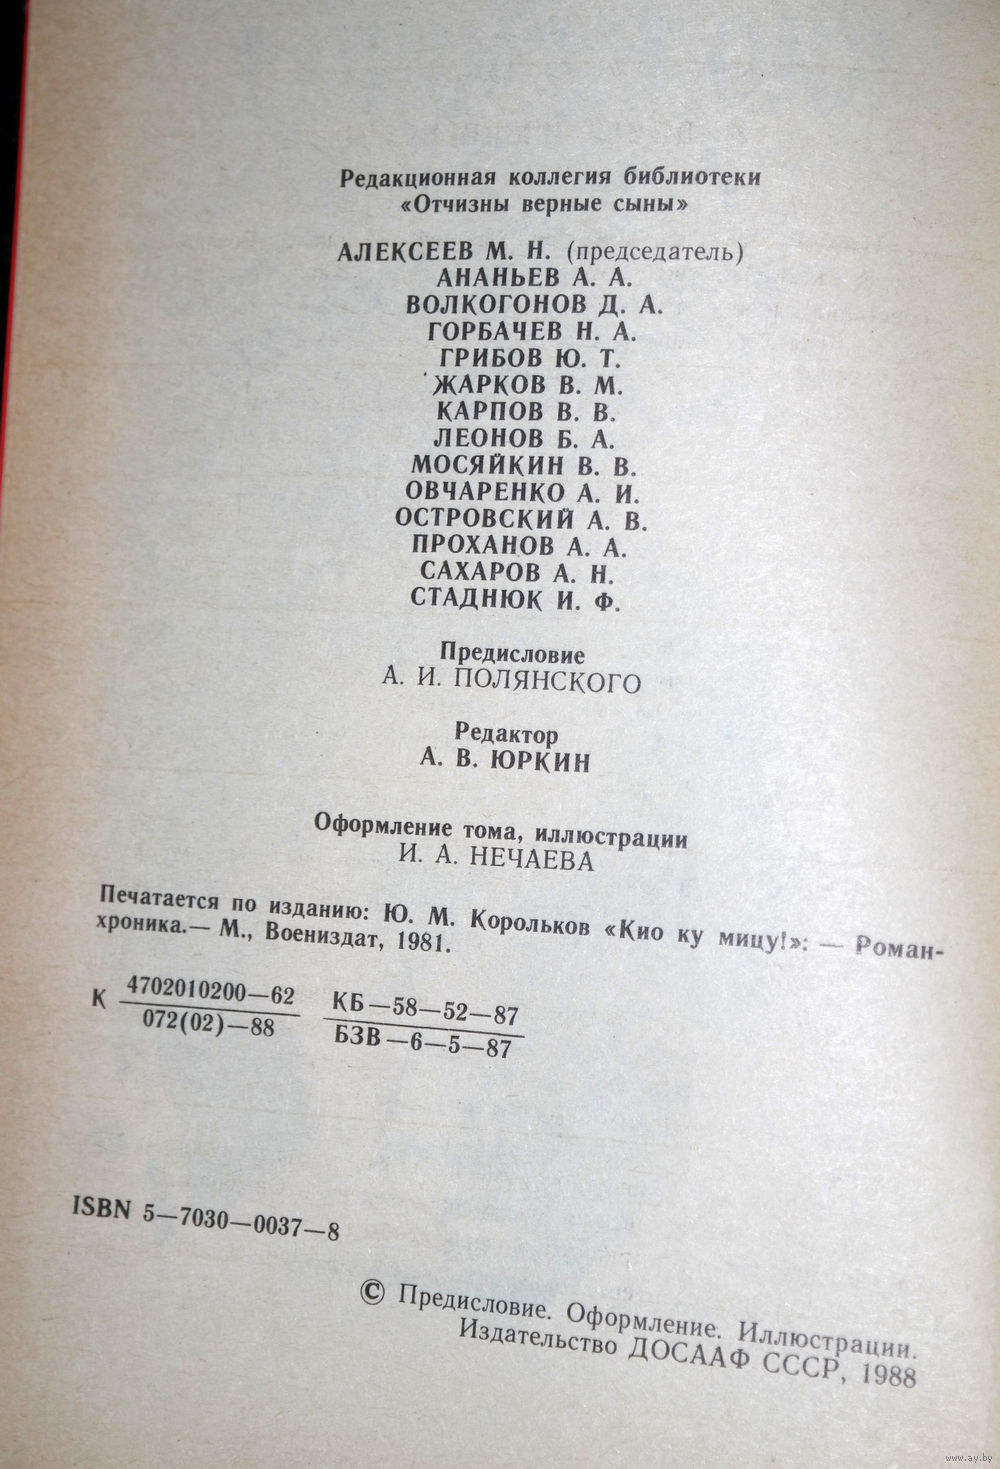 Редакционная коллегия библиотеки
«Отчизны верные сыны»
АЛЕКСЕЕВ М. Н. (председатель)
АНАНЬЕВ А. А.
ВОЛКОГОНОВ Д. А.
ГОРБАЧЕВ Н. А.
ГРИБОВ Ю. Т.
ЖАРКОВ В. М.
КАРПОВ В. В.
ЛЕОНОВ Б. А.
МОСЯЙКИН В. В.
ОВЧАРЕНКО А. И.
ОСТРОВСКИЙ А. В.
ПРОХАНОВ А. А.
САХАРОВ А. Н.
СТАДНЮК И. Ф.
Предисловие
А. И. ПОЛЯНСКОГО
Редактор
А. В. ЮРКИН
Оформление тома, иллюстрации
И. А. НЕЧАЕВА
Печатается по изданию: Ю. М. Корольков «Кио ку мицу!»: — Роман-
хроника.— М., Воениздат, 1981.
К 4702010200—62 КБ—58—52—87
072(02)—88 БЗВ—6—5—87
ISBN 5—7030—0037—8
© Предисловие. Оформление. Иллюстрации.
Издательство ДОСААФ СССР, 1988
www.ay.by